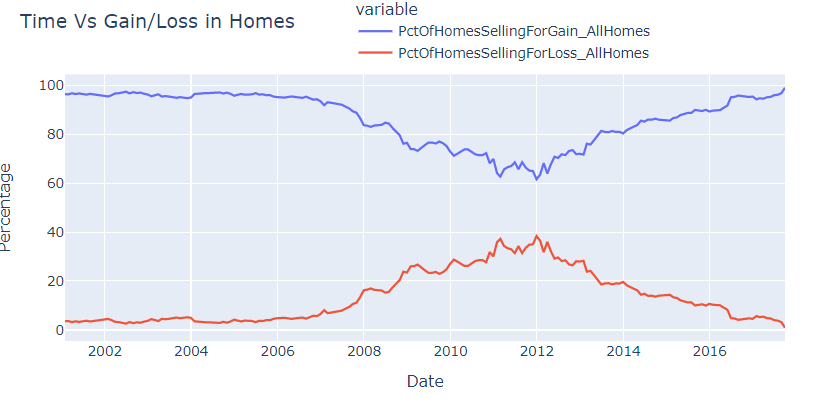 Time Vs Gain/Loss in Homes
variable
PctOfHomesSellingForGain_AllHomes
PctOfHomesSellingForLoss_AllHomes
Percentage
100
80
60
40
20
0
2002 2004 2006 2008 2010 2012 2014 2016
Date